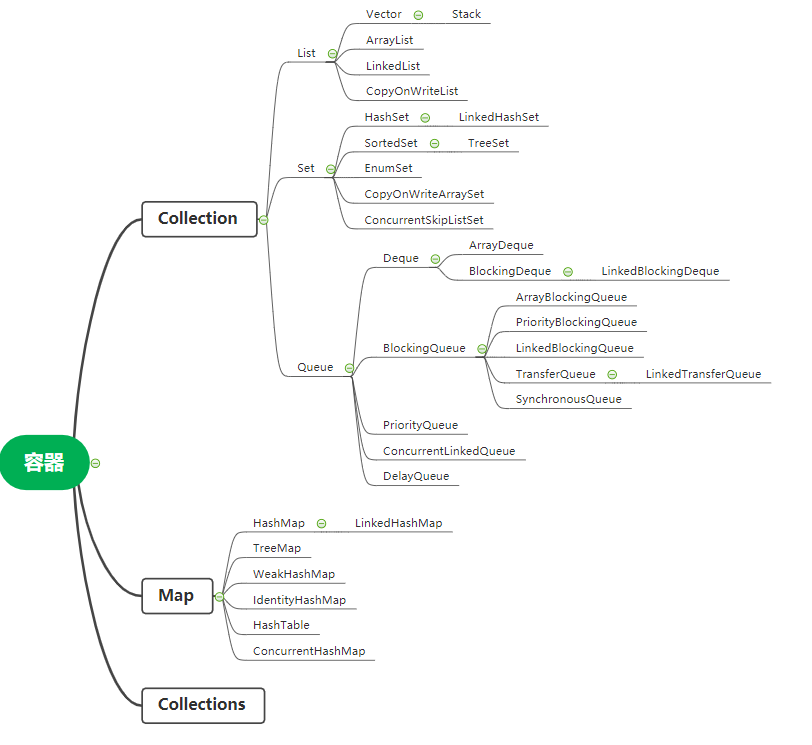 容器
Collection
List
Vector
Stack
ArrayList
LinkedList
CopyOnWriteList
Set
HashSet
LinkedHashSet
SortedSet
TreeSet
EnumSet
CopyOnWriteArraySet
ConcurrentSkipListSet
Queue
Deque
ArrayDeque
BlockingDeque
LinkedBlockingDeque
BlockingQueue
ArrayBlockingQueue
PriorityBlockingQueue
LinkedBlockingQueue
TransferQueue
LinkedTransferQueue
SynchronousQueue
PriorityQueue
ConcurrentLinkedQueue
DelayQueue
Map
HashMap
LinkedHashMap
TreeMap
WeakHashMap
IdentityHashMap
HashTable
ConcurrentHashMap
Collections